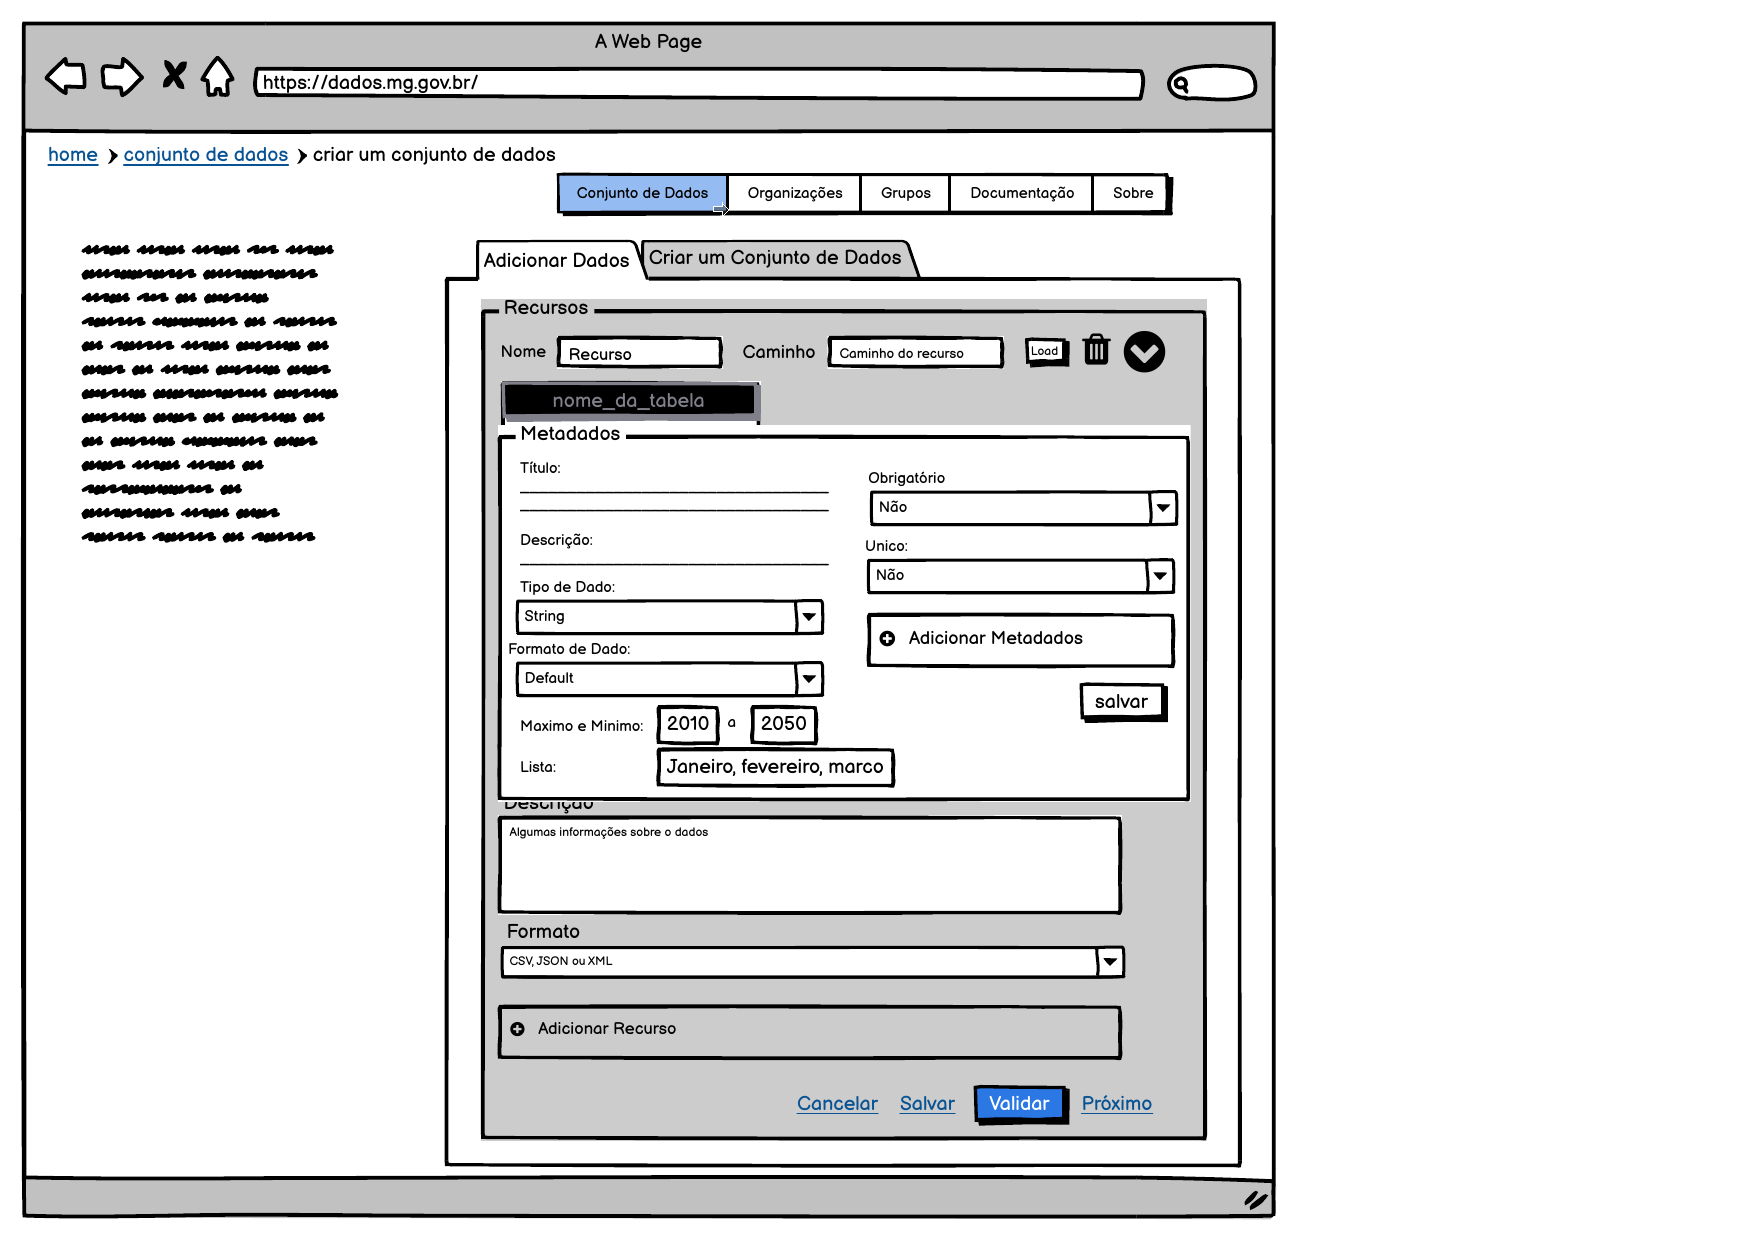 A Web Page
https://dados.mg.gov.br/
home conjunto de dados criar um conjunto de dados
Conjunto de Dados Organizações Grupos Documentação Sobre
Adicionar Dados Criar um Conjunto de Dados
Recursos
Nome Recurso Caminho Caminho do recurso Load
nome_da_tabela
Metadados
Título:
Obrigatório
Não
Descrição:
Unico:
Não
Tipo de Dado:
String
Adicionar Metadados
Formato de Dado:
Default
salvar
Maximo e Minimo: 2010 a 2050
Lista: Janeiro, fevereiro, marco
Descrição
Algumas informações sobre o dados
Formato
CSV, JSON ou XML
Adicionar Recurso
Cancelar Salvar Validar Próximo